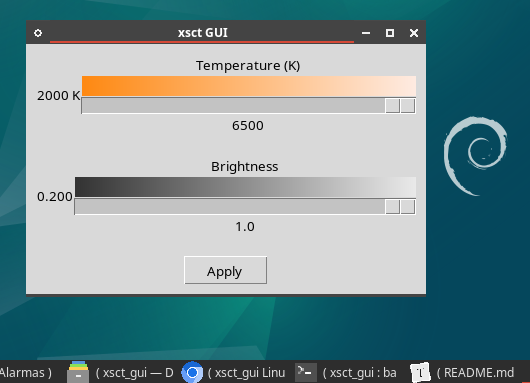 xsct GUI
Temperature (K)
2000 K
6500
Brightness
0.200
1.0
Apply
Alarmas ) ( xsct_gui — D ( xsct_gui Linu ( xsct_gui : ba ( README.md